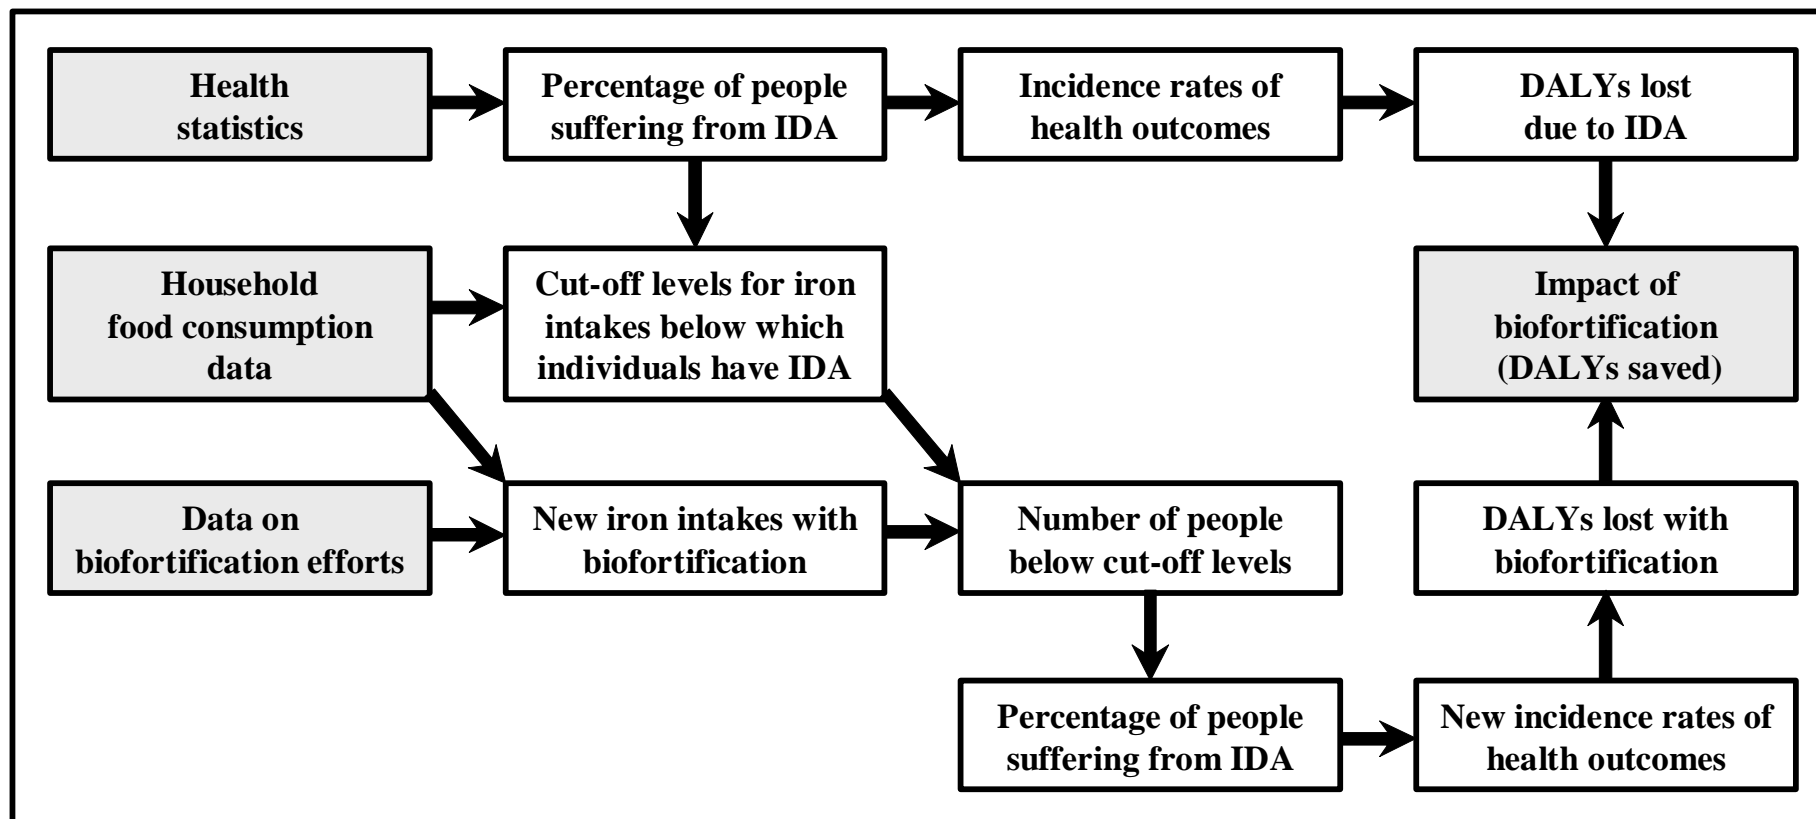 Health
statistics
Percentage of people
suffering from IDA
Incidence rates of
health outcomes
DALYs lost
due to IDA
Household
food consumption
data
Cut-off levels for iron
intakes below which
individuals have IDA
Impact of
biofortification
(DALYs saved)
Data on
biofortification efforts
New iron intakes with
biofortification
Number of people
below cut-off levels
DALYs lost with
biofortification
Percentage of people
suffering from IDA
New incidence rates of
health outcomes